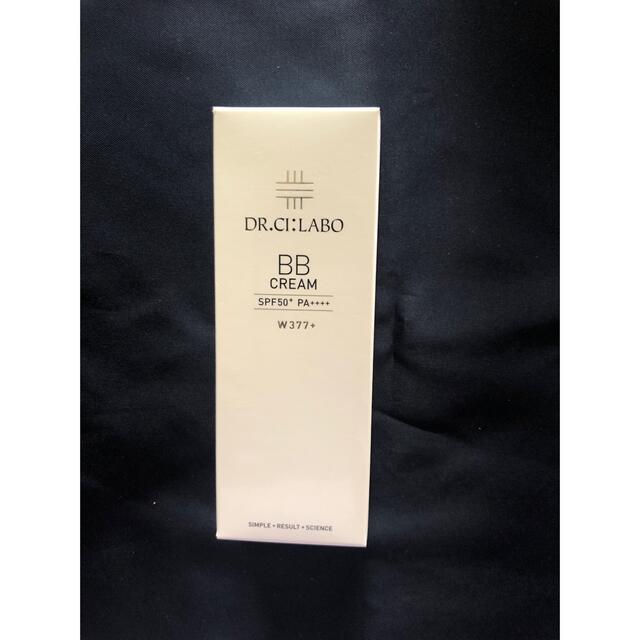 DR.CI:LABO
BB
CREAM
SPF50+ PA++++
W377+
SIMPLE + RESULT + SCIENCE